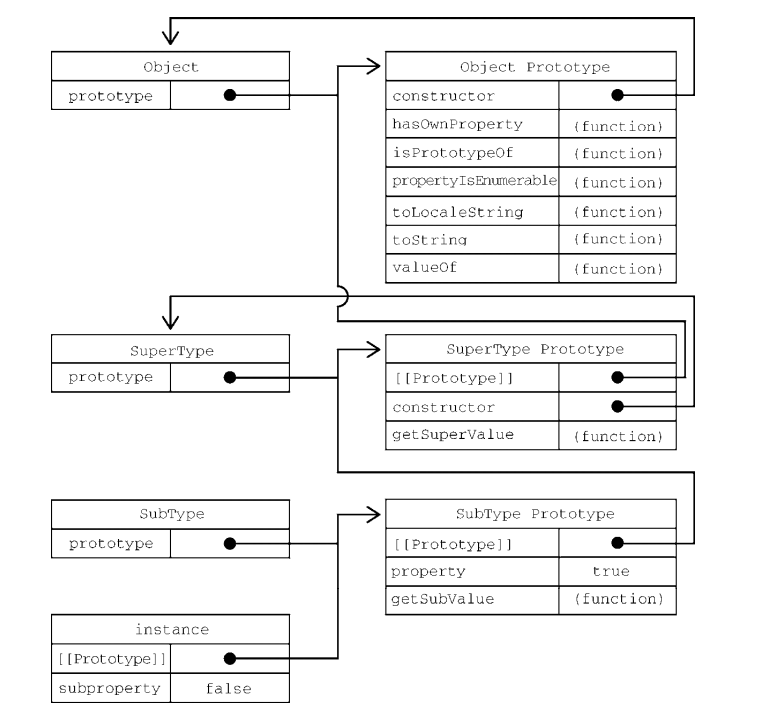 Object
prototype
Object Prototype
constructor
hasOwnProperty (function)
isPrototypeOf (function)
propertyIsEnumerable (function)
toLocaleString (function)
toString (function)
valueOf (function)
SuperType
prototype
SuperType Prototype
[[Prototype]]
constructor
getSuperValue (function)
SubType
prototype
SubType Prototype
[[Prototype]]
property true
getSubValue (function)
instance
[[Prototype]]
subproperty false